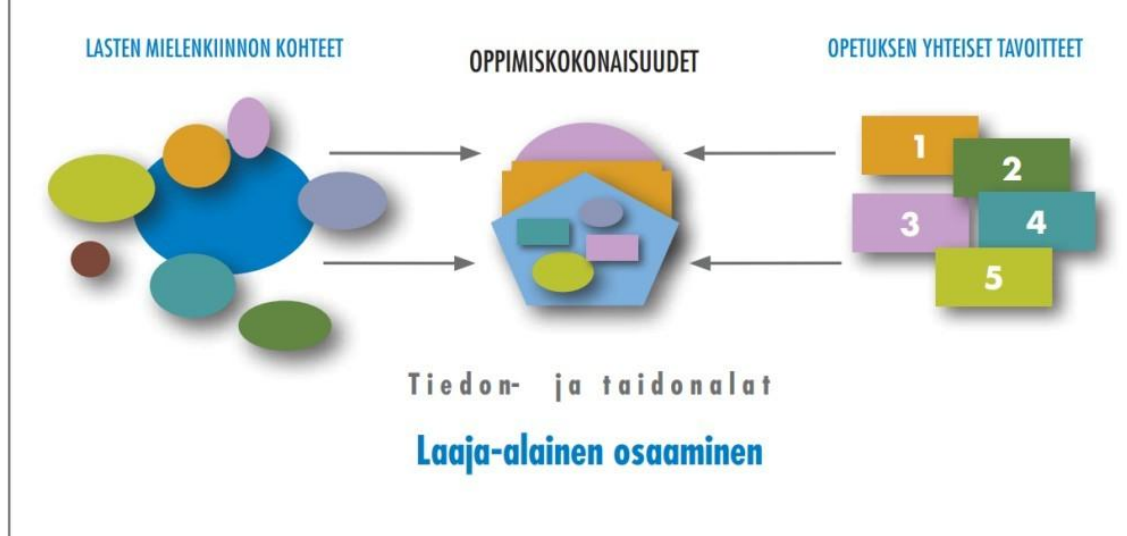 LASTEN MIELENKIINNON KOHTEET
OPPIMISKOKONAISUUDET
OPETUKSEN YHTEISET TAVOITTEET
1
2
3
4
5
Tiedon- ja taidonalat
Laaja-alainen osaaminen